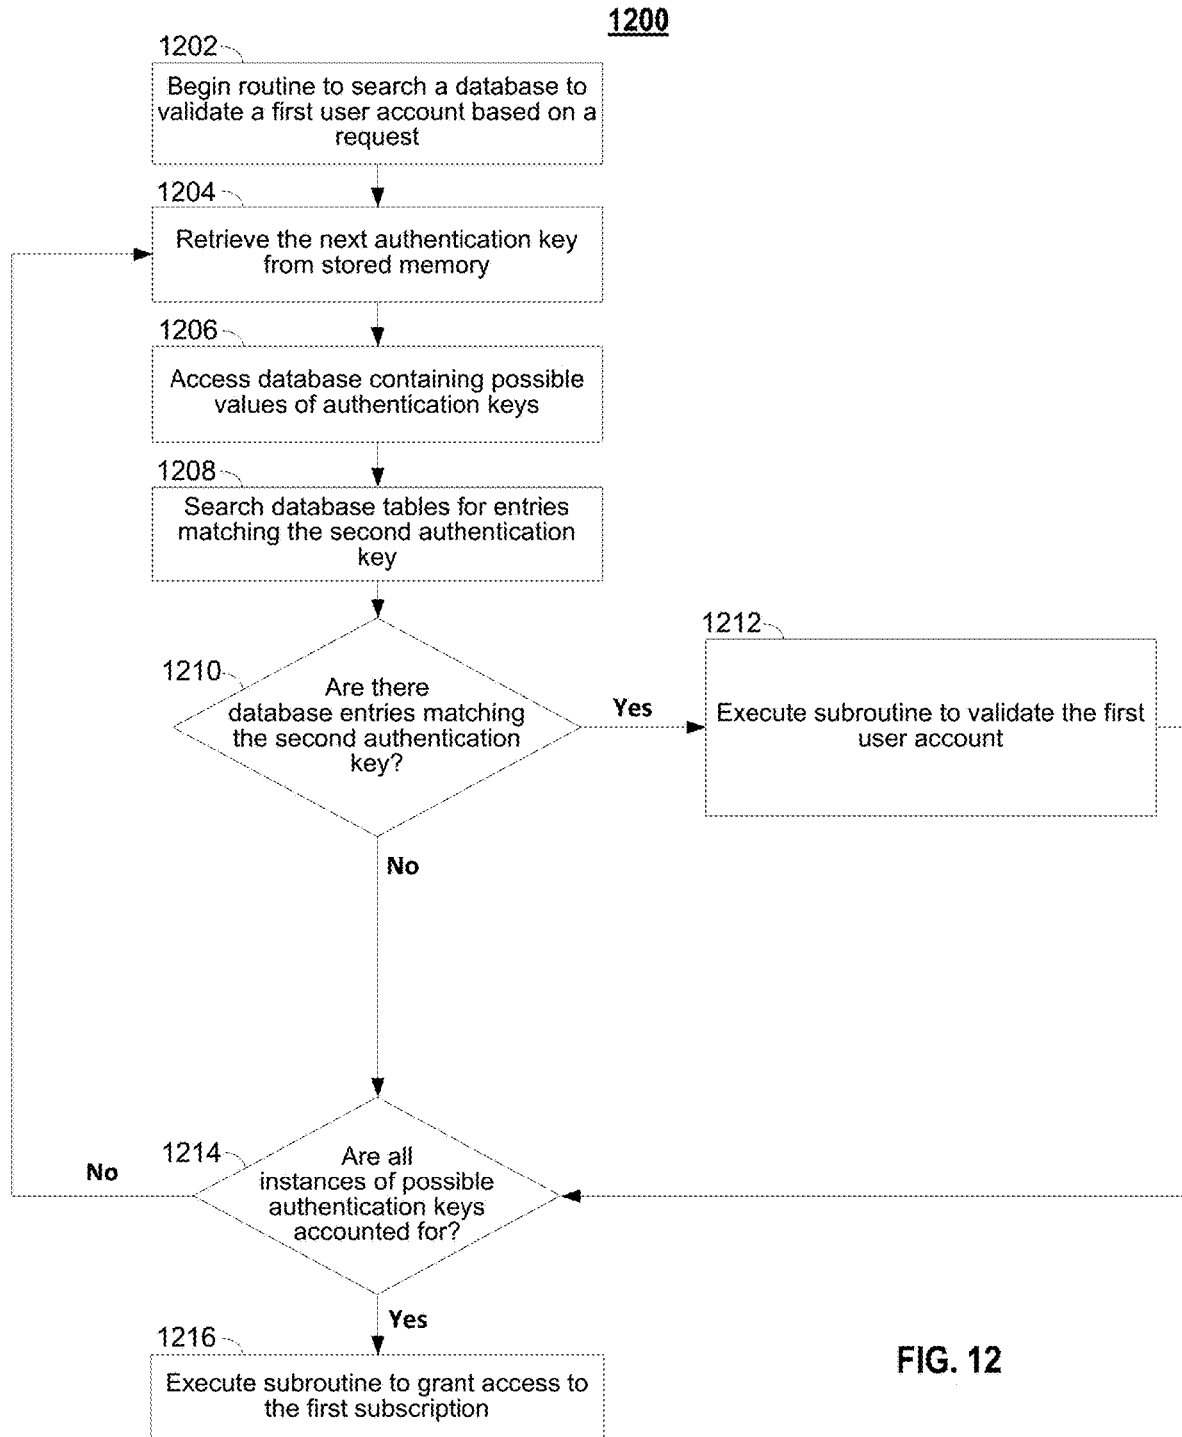 1200
1202
Begin routine to search a database to
validate a first user account based on a
request
1204
Retrieve the next authentication key
from stored memory
1206
Access database containing possible
values of authentication keys
1208
Search database tables for entries
matching the second authentication
key
1210
Are there
database entries matching
the second authentication
key?
Yes
1212
Execute subroutine to validate the first
user account
No
1214
Are all
instances of possible
authentication keys
accounted for?
No
Yes
1216
Execute subroutine to grant access to
the first subscription
FIG. 12